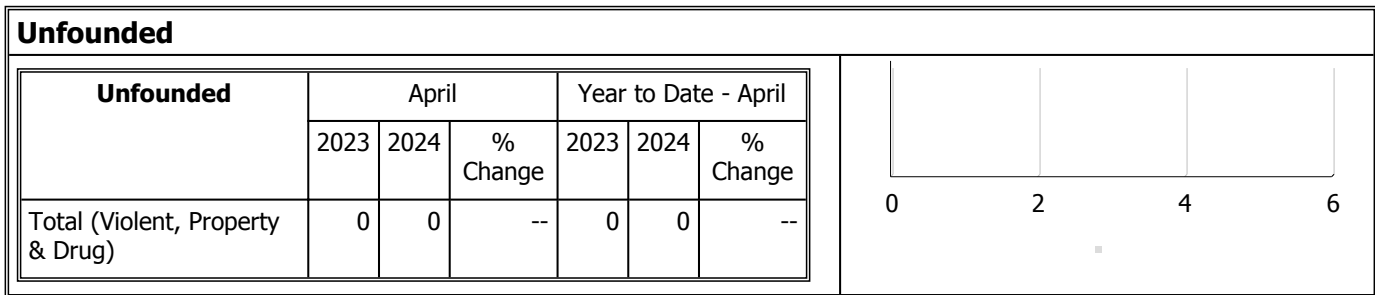 Unfounded
Unfounded April Year to Date - April
2023 2024 % Change 2023 2024 % Change
Total (Violent, Property & Drug) 0 0 -- 0 0 --
0 2 4 6